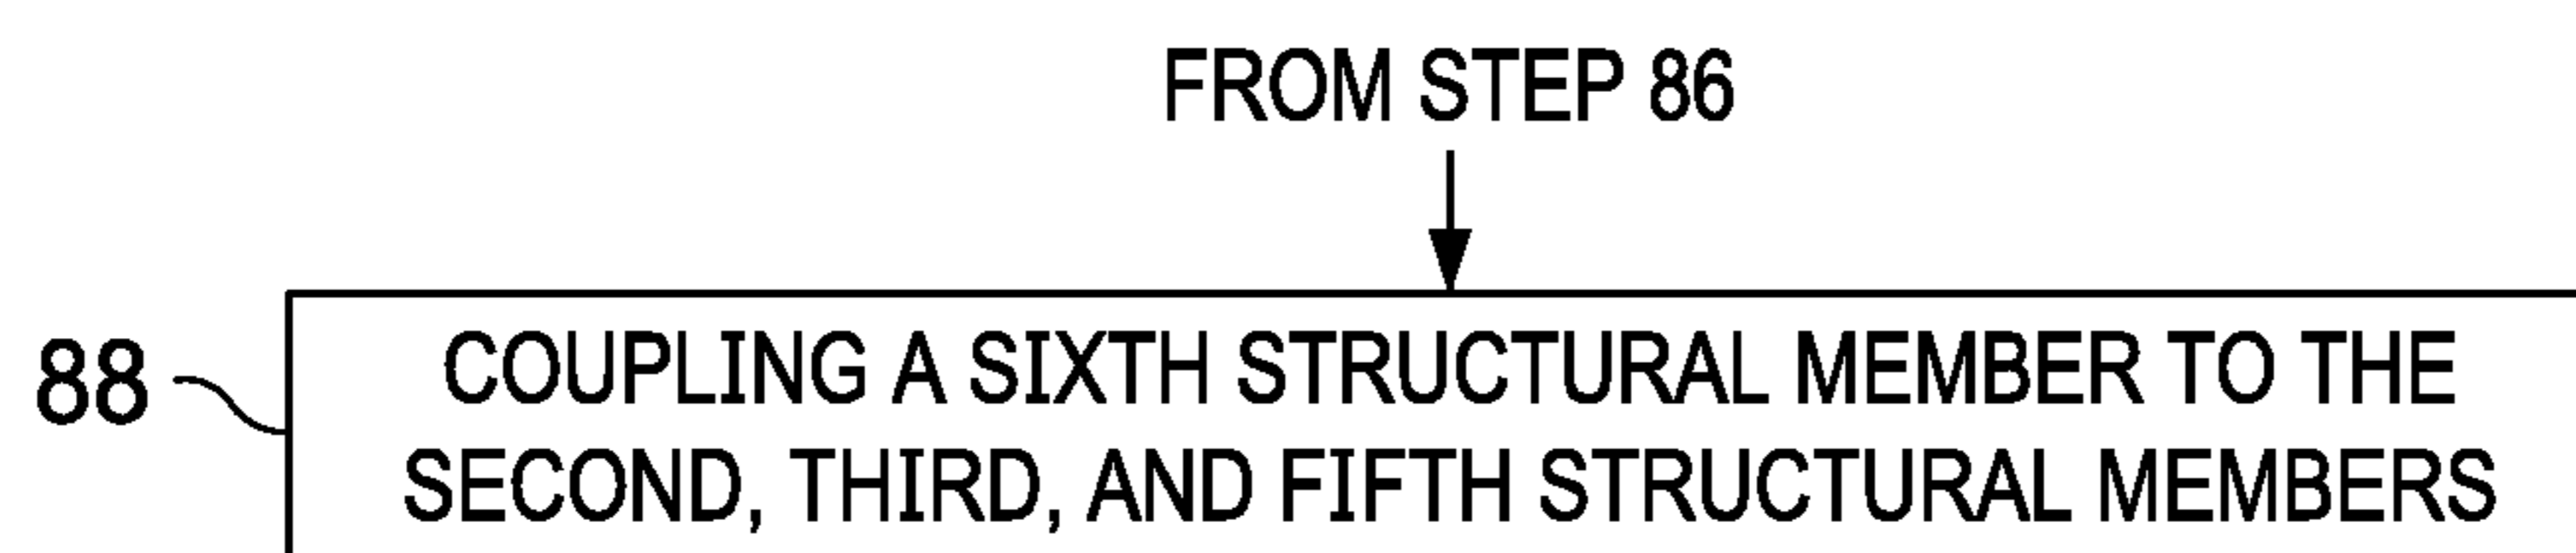 FROM STEP 86
88
COUPLING A SIXTH STRUCTURAL MEMBER TO THE
SECOND, THIRD, AND FIFTH STRUCTURAL MEMBERS